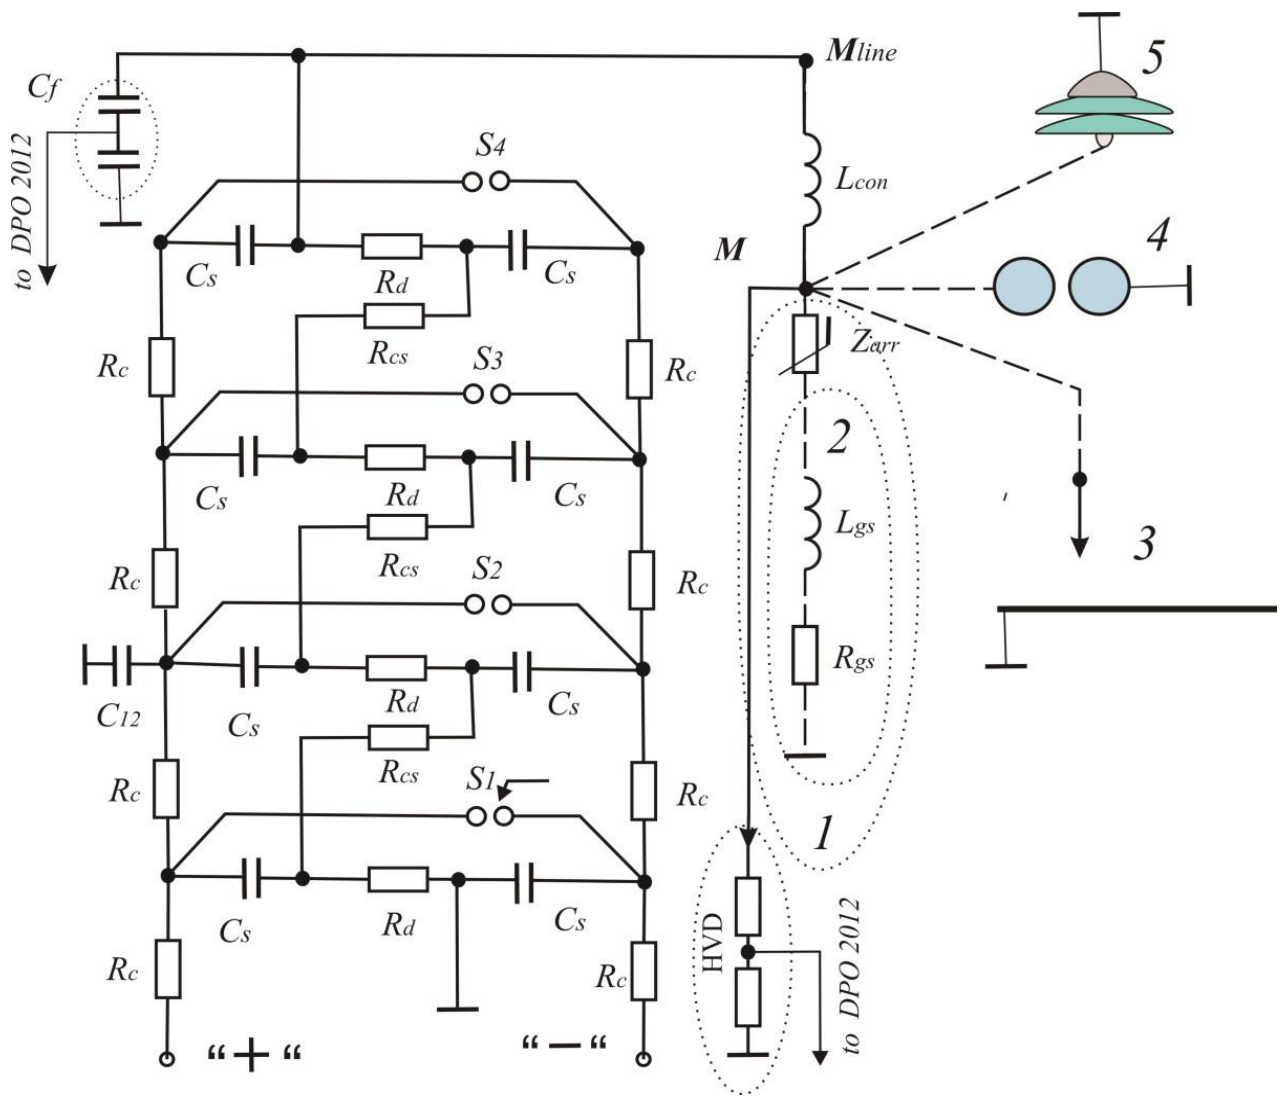 Mline
5
Cf
to DPO 2012
S4
Lcon
4
M
Cs
Rd
Cs
Rcs
Zarr
Rc
S3
Rc
2
Cs
Rd
Cs
Lgs
3
Rcs
Rc
S2
Rc
Rgs
C12
Cs
Rd
Cs
Rcs
S1
Rc
Rc
1
Cs
Rd
Cs
HVD
to DPO 2012
Rc
Rc
“+“
“−“